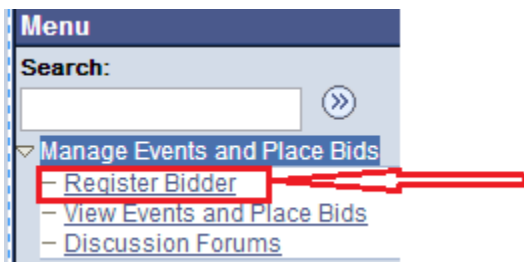 Menu
Search:
Manage Events and Place Bids
– Register Bidder
– View Events and Place Bids
– Discussion Forums